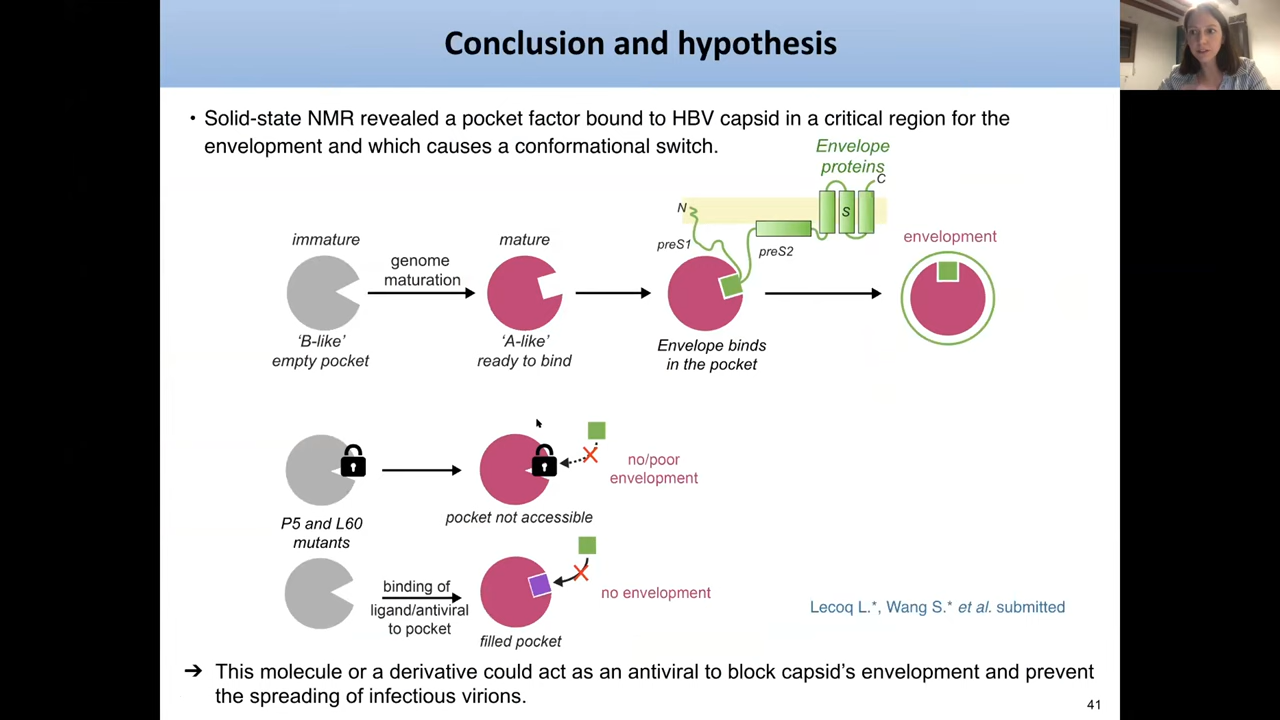 Conclusion and hypothesis
• Solid-state NMR revealed a pocket factor bound to HBV capsid in a critical region for the
envelopment and which causes a conformational switch.
Envelope
proteins
C
N
S
preS1
preS2
immature
mature
genome
maturation
envelopment
‘B-like’
empty pocket
‘A-like’
ready to bind
Envelope binds
in the pocket
no/poor
envelopment
P5 and L60
mutants
pocket not accessible
binding of
ligand/antiviral
to pocket
no envelopment
filled pocket
Lecoq L.*, Wang S.* et al. submitted
➔ This molecule or a derivative could act as an antiviral to block capsid’s envelopment and prevent
the spreading of infectious virions.
41